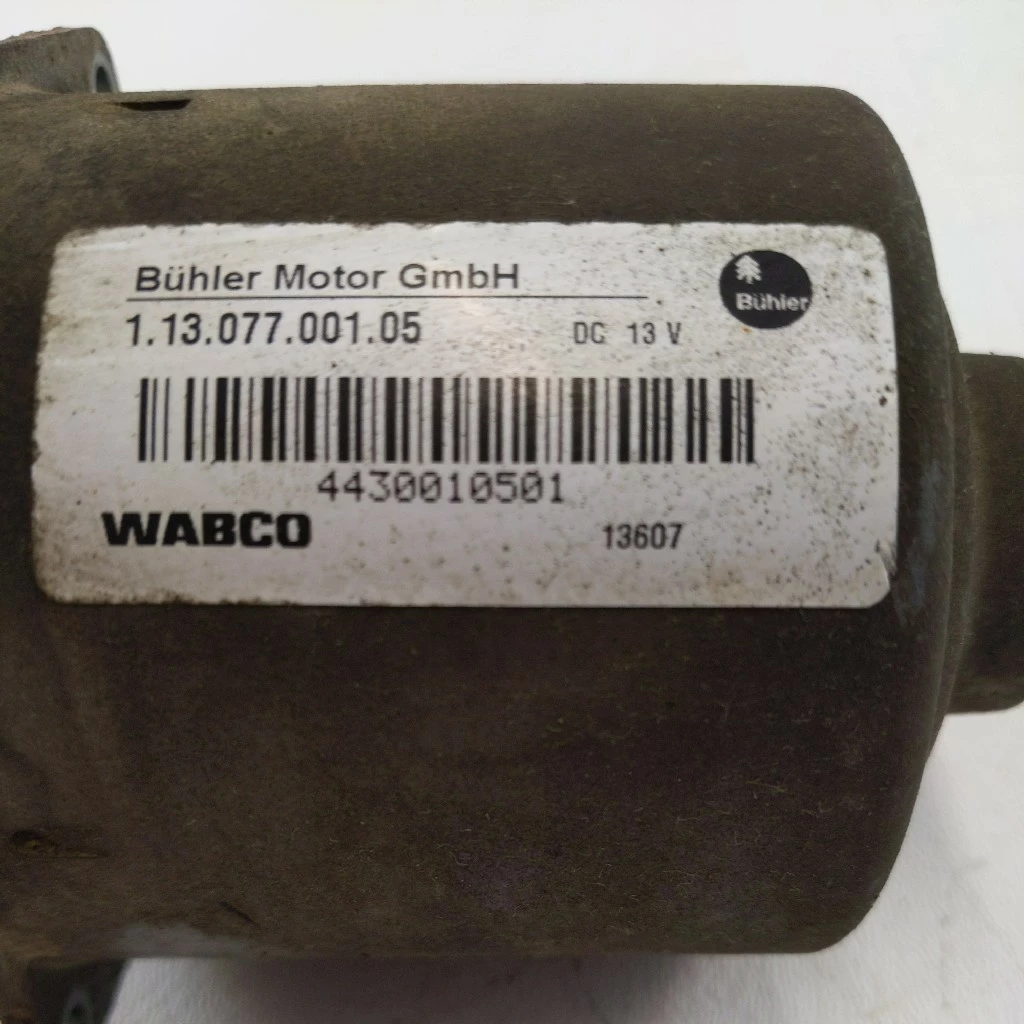 Bühler Motor GmbH
Bühler
1.13.077.001.05 DC 13 V
4430010501
WABCO 13607